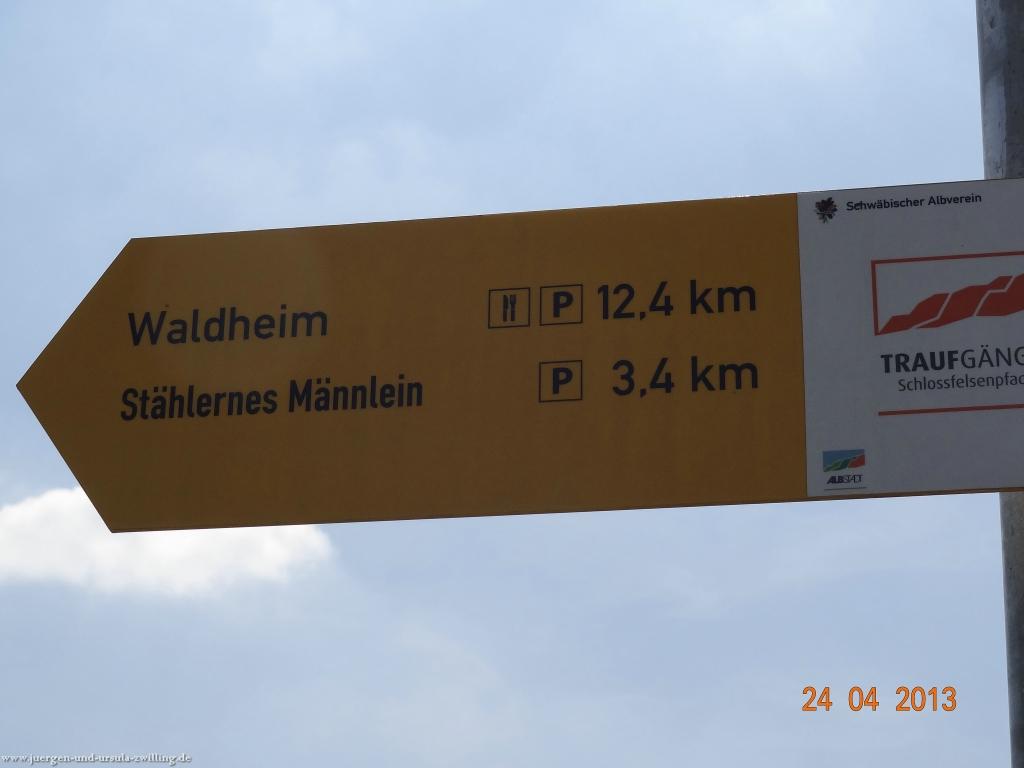 Schwäbischer Albverein
Waldheim P 12,4 km
Stählernes Männlein P 3,4 km
TRAUFGÄNG
Schlossfelsenpfad
ALBSTADT
24 04 2013
www.juergen-und-ursula-zwilling.de